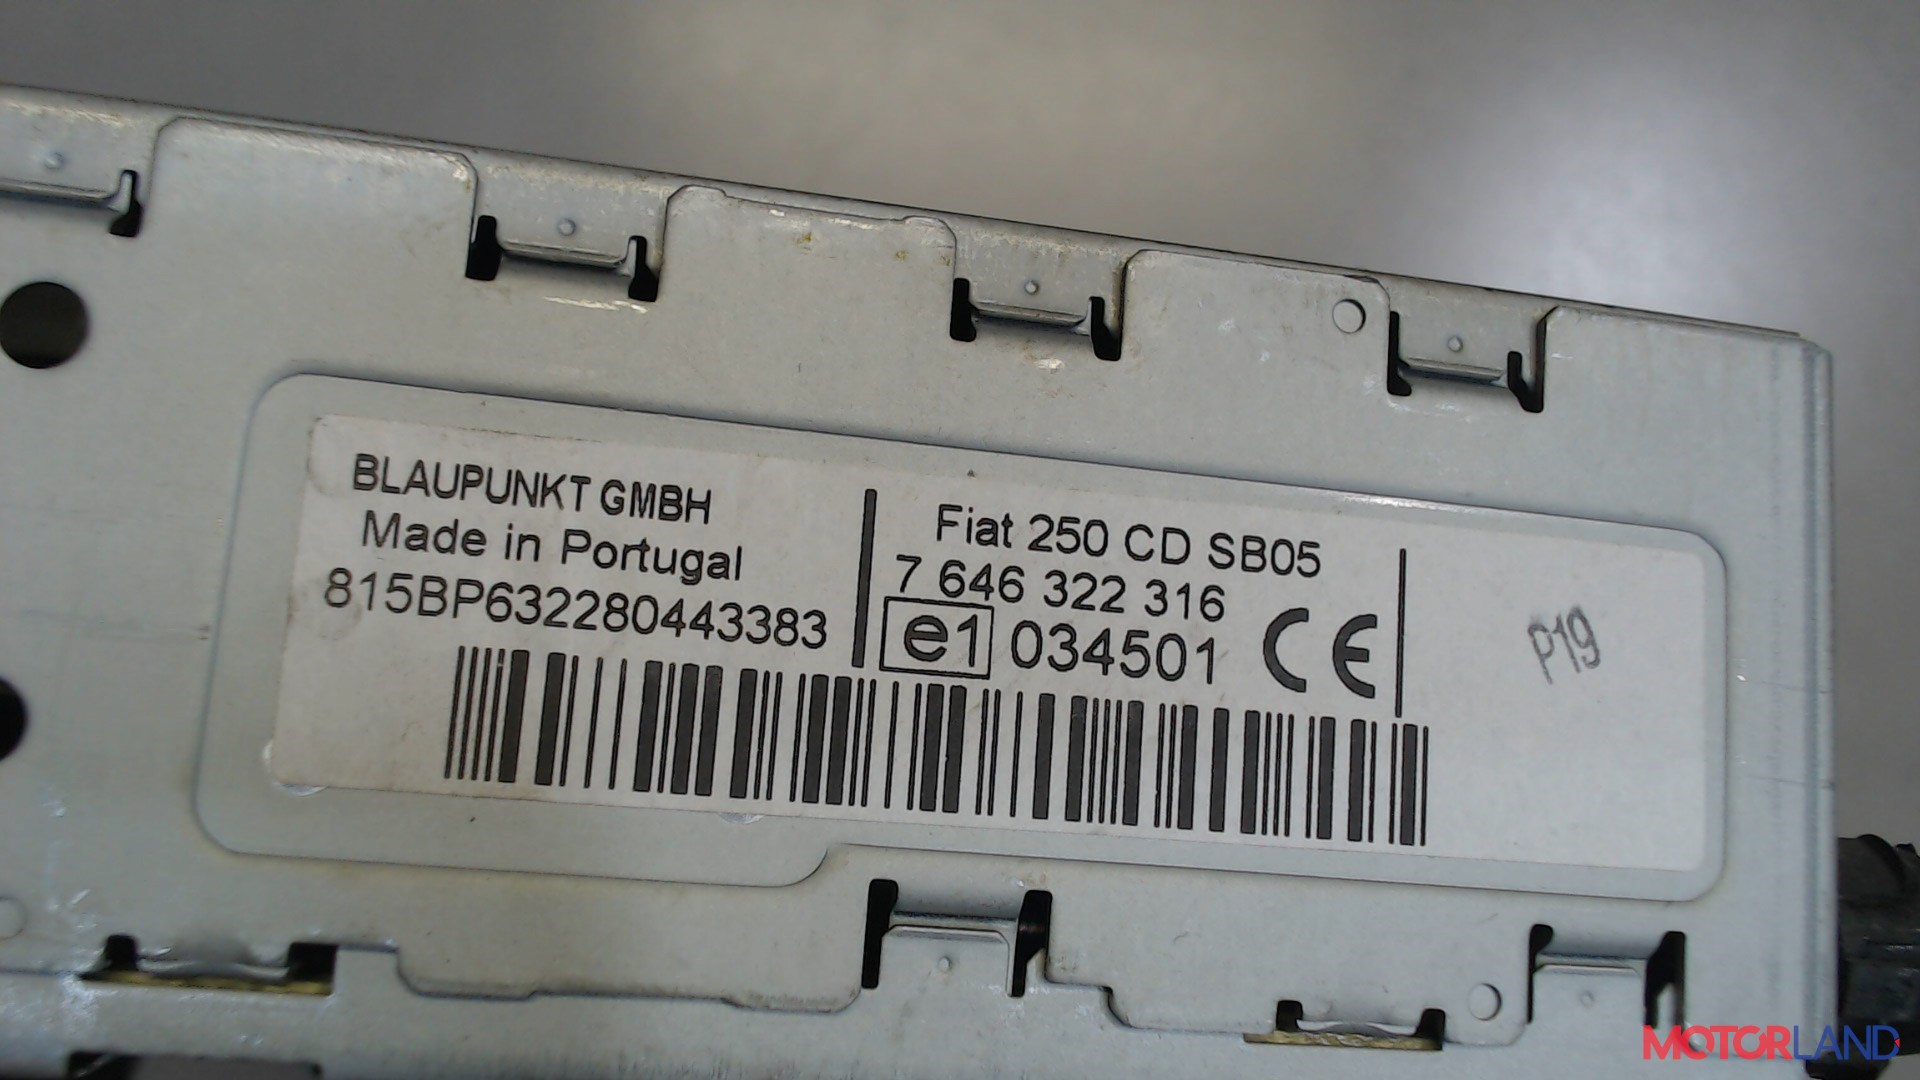 BLAUPUNKT GMBH
Made in Portugal
815BP632280443383
Fiat 250 CD SB05
7 646 322 316
e1 034501 CE
P19
MOTORLAND